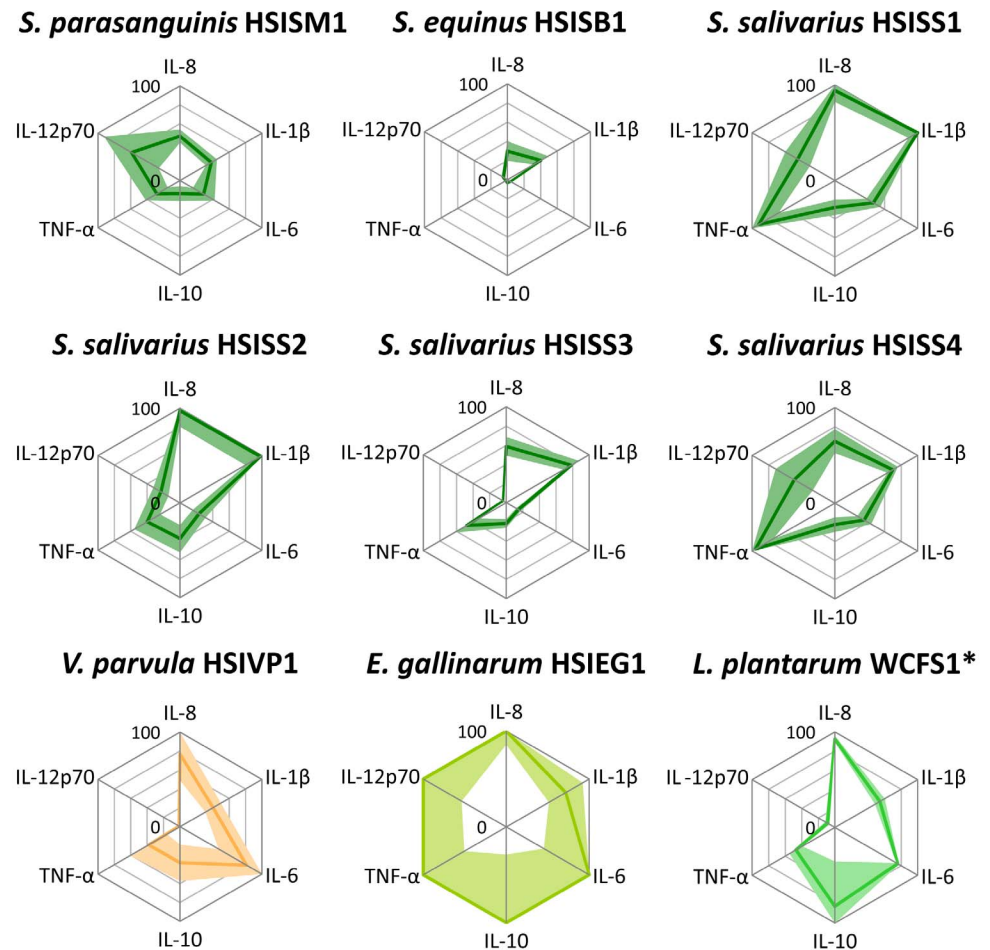 S. parasanguinis HSISM1 S. equinus HSISB1 S. salivarius HSISS1
IL-8 IL-8 IL-8
100 100 100
IL-12p70 IL-1β IL-12p70 IL-1β IL-12p70 IL-1β
0 0 0
TNF-α IL-6 TNF-α IL-6 TNF-α IL-6
IL-10 IL-10 IL-10
S. salivarius HSISS2 S. salivarius HSISS3 S. salivarius HSISS4
IL-8 IL-8 IL-8
100 100 100
IL-12p70 IL-1β IL-12p70 IL-1β IL-12p70 IL-1β
0 0 0
TNF-α IL-6 TNF-α IL-6 TNF-α IL-6
IL-10 IL-10 IL-10
V. parvula HSIVP1 E. gallinarum HSIEG1 L. plantarum WCFS1*
IL-8 IL-8 IL-8
100 100 100
IL-12p70 IL-1β IL-12p70 IL-1β IL-12p70 IL-1β
0 0 0
TNF-α IL-6 TNF-α IL-6 TNF-α IL-6
IL-10 IL-10 IL-10